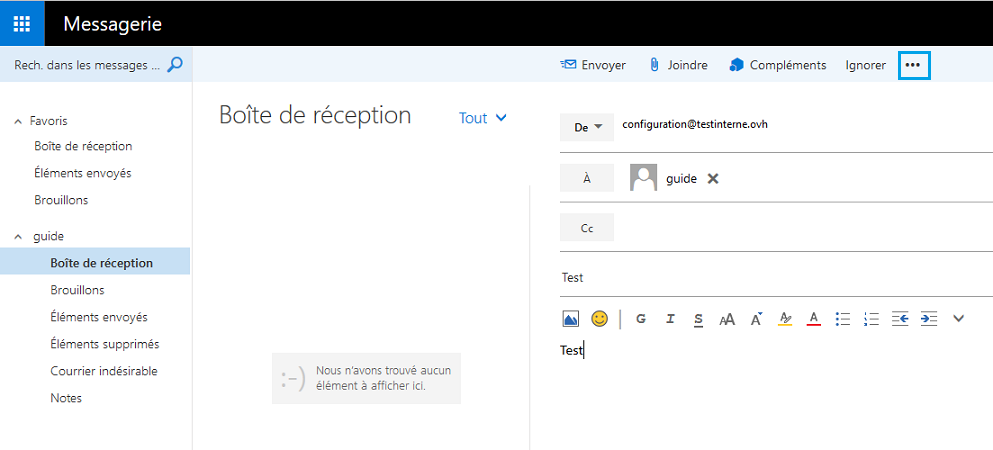 Messagerie
Rech. dans les messages ...
Envoyer
Joindre
Compléments
Ignorer
•••
Favoris
Boîte de réception
Éléments envoyés
Brouillons
guide
Boîte de réception
Brouillons
Éléments envoyés
Éléments supprimés
Courrier indésirable
Notes
Boîte de réception
Tout
:-)
Nous n'avons trouvé aucun
élément à afficher ici.
De
configuration@testinterne.ovh
À
guide
Cc
Test
G I S AA A A A
Test